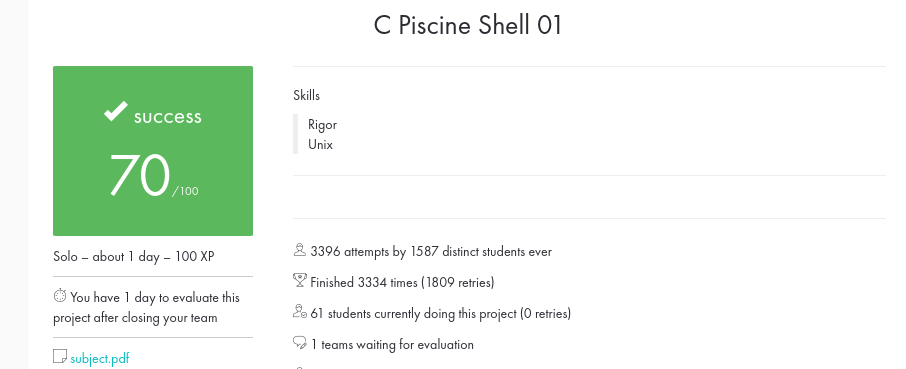 C Piscine Shell 01
success
70/100
Solo – about 1 day – 100 XP
You have 1 day to evaluate this
project after closing your team
subject.pdf
Skills
Rigor
Unix
3396 attempts by 1587 distinct students ever
Finished 3334 times (1809 retries)
61 students currently doing this project (0 retries)
1 teams waiting for evaluation